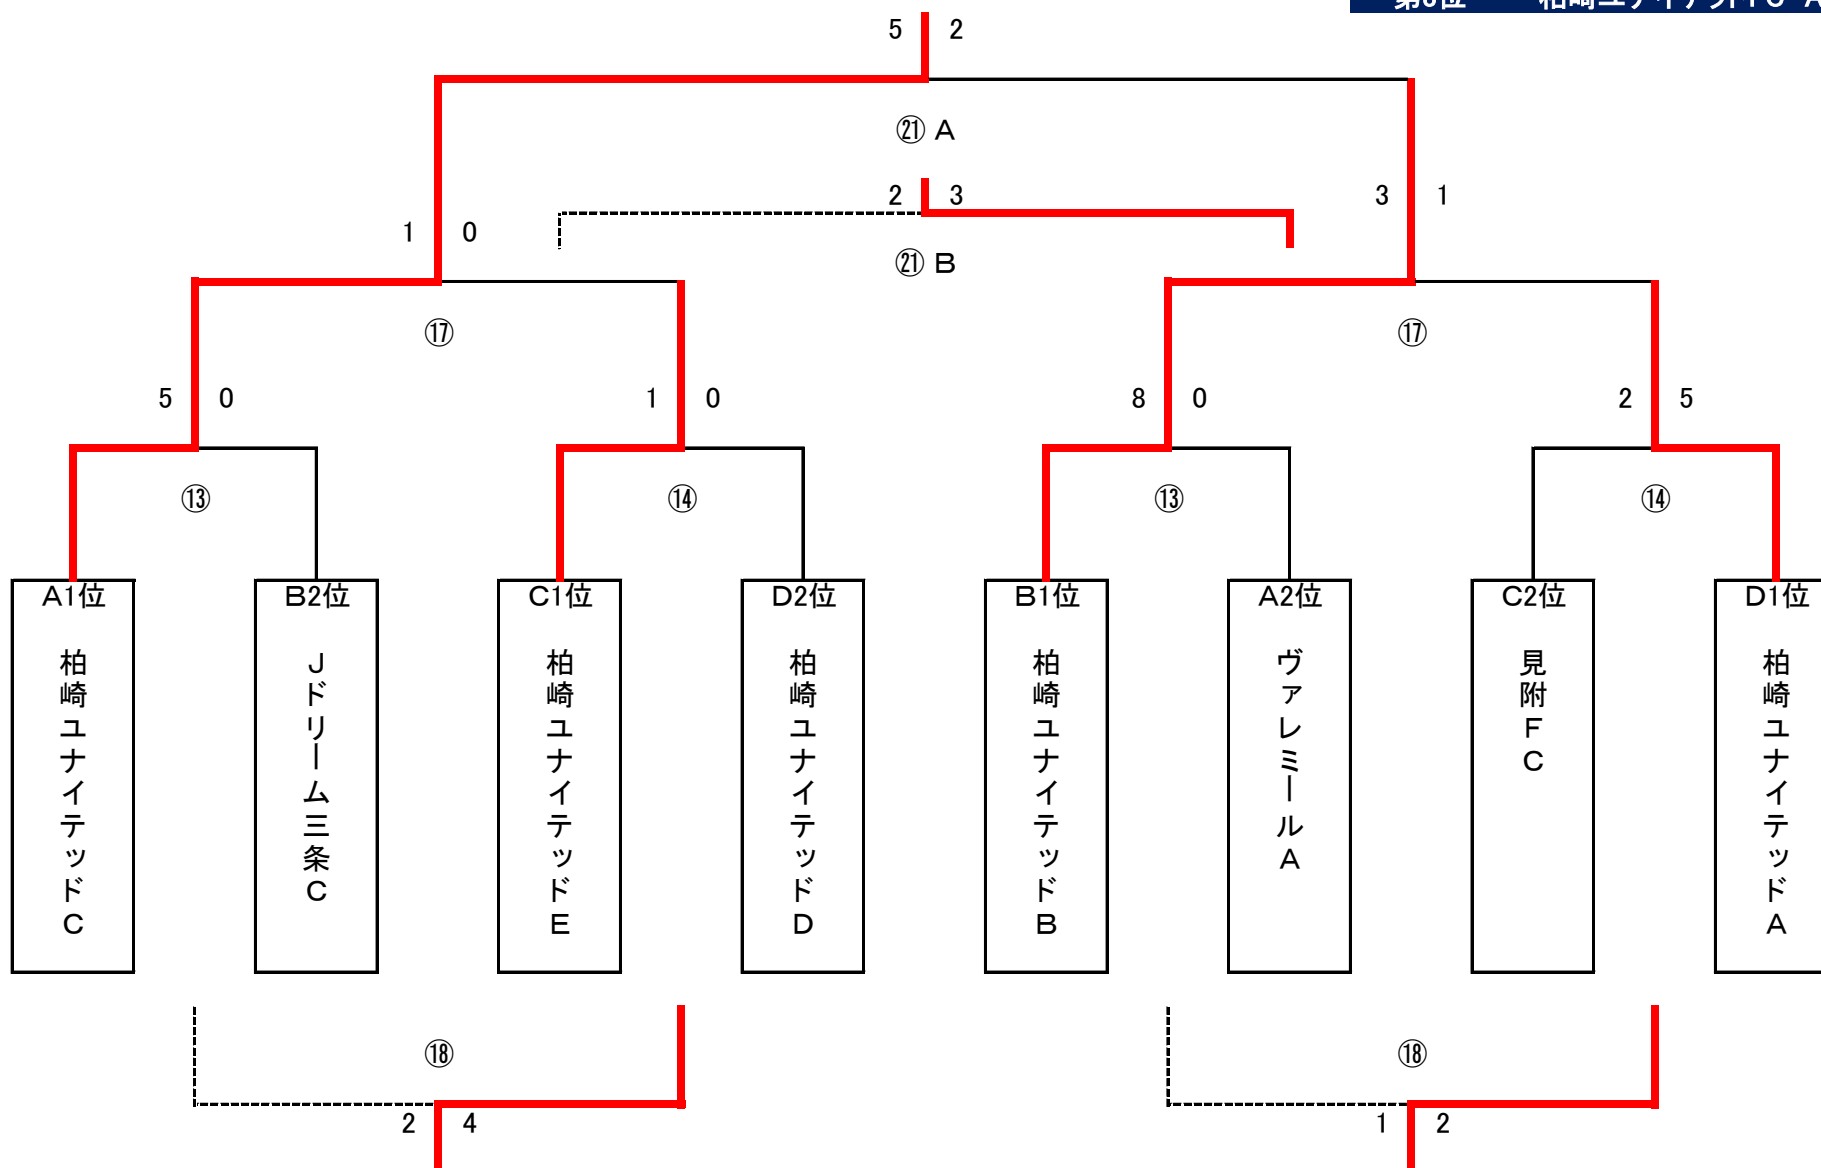 5 2
㉑ A
2 3
3 1
1 0
㉑ B
⑰ ⑰
5 0 1 0 8 0 2 5
⑬ ⑭ ⑬ ⑭
A1位 B2位 C1位 D2位 B1位 A2位 C2位 D1位
柏崎ユナイテッドC
Jドリーム三条C
柏崎ユナイテッドE
柏崎ユナイテッドD
柏崎ユナイテッドB
ヴァレミールA
見附FC
柏崎ユナイテッドA
⑱ ⑱
2 4 1 2